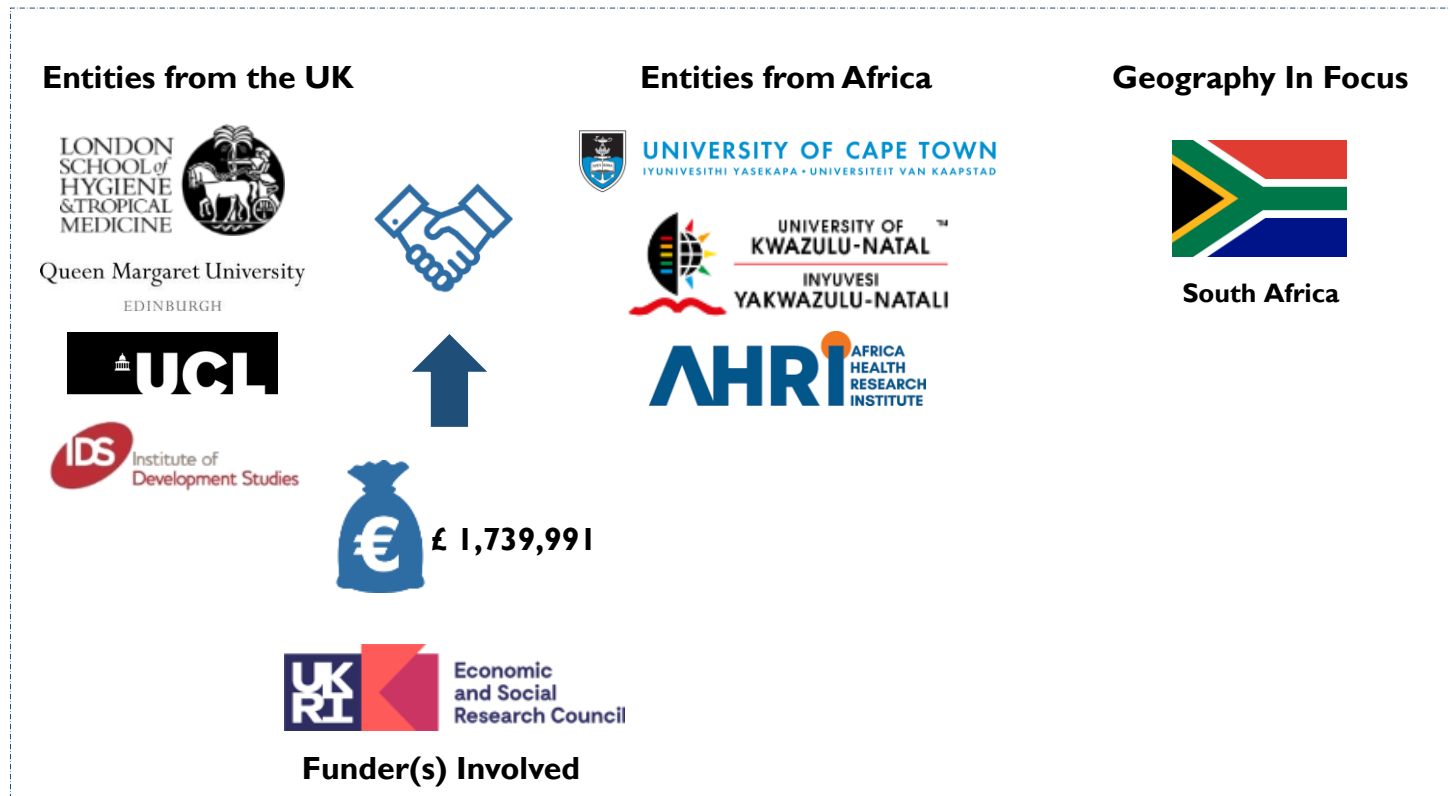 Entities from the UK
Entities from Africa
Geography In Focus
LONDON
SCHOOL of
HYGIENE
& TROPICAL
MEDICINE
Queen Margaret University
EDINBURGH
UCL
IDS Institute of
Development Studies
UNIVERSITY OF CAPE TOWN
IYUNIVESITHI YASEKAPA • UNIVERSITEIT VAN KAAPSTAD
UNIVERSITY OF ™
KWAZULU-NATAL
INYUVESI
YAKWAZULU-NATALI
AHRI
AFRICA
HEALTH
RESEARCH
INSTITUTE
South Africa
€ £ 1,739,991
UK
RI
Economic
and Social
Research Council
Funder(s) Involved